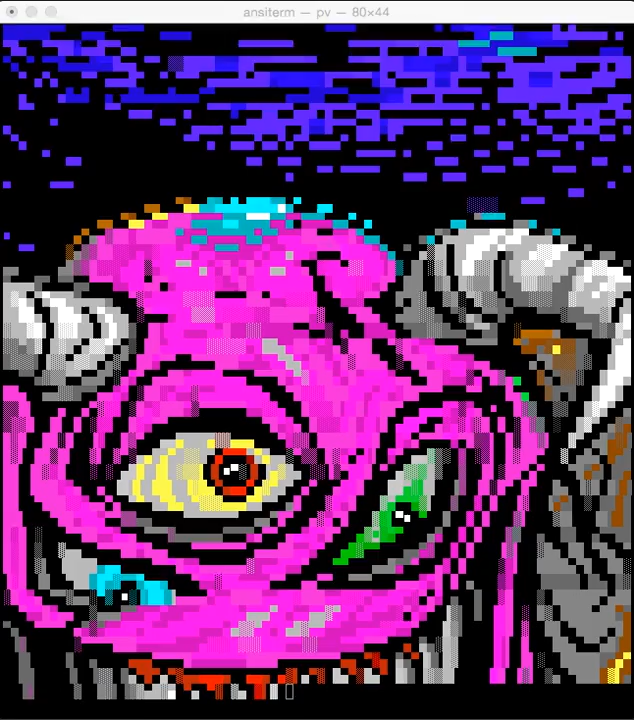 ansiterm — pv — 80×44